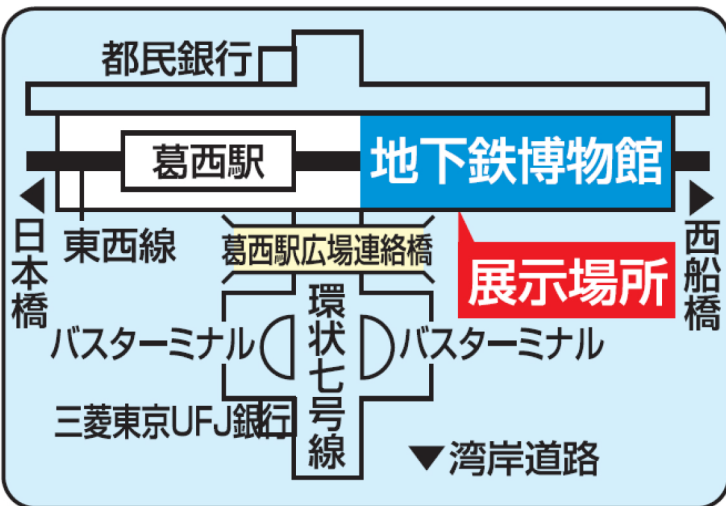 都民銀行
葛西駅
地下鉄博物館
日本橋
東西線
葛西駅広場連絡橋
展示場所
西船橋
バスターミナル
環状七号線
バスターミナル
三菱東京UFJ銀行
湾岸道路